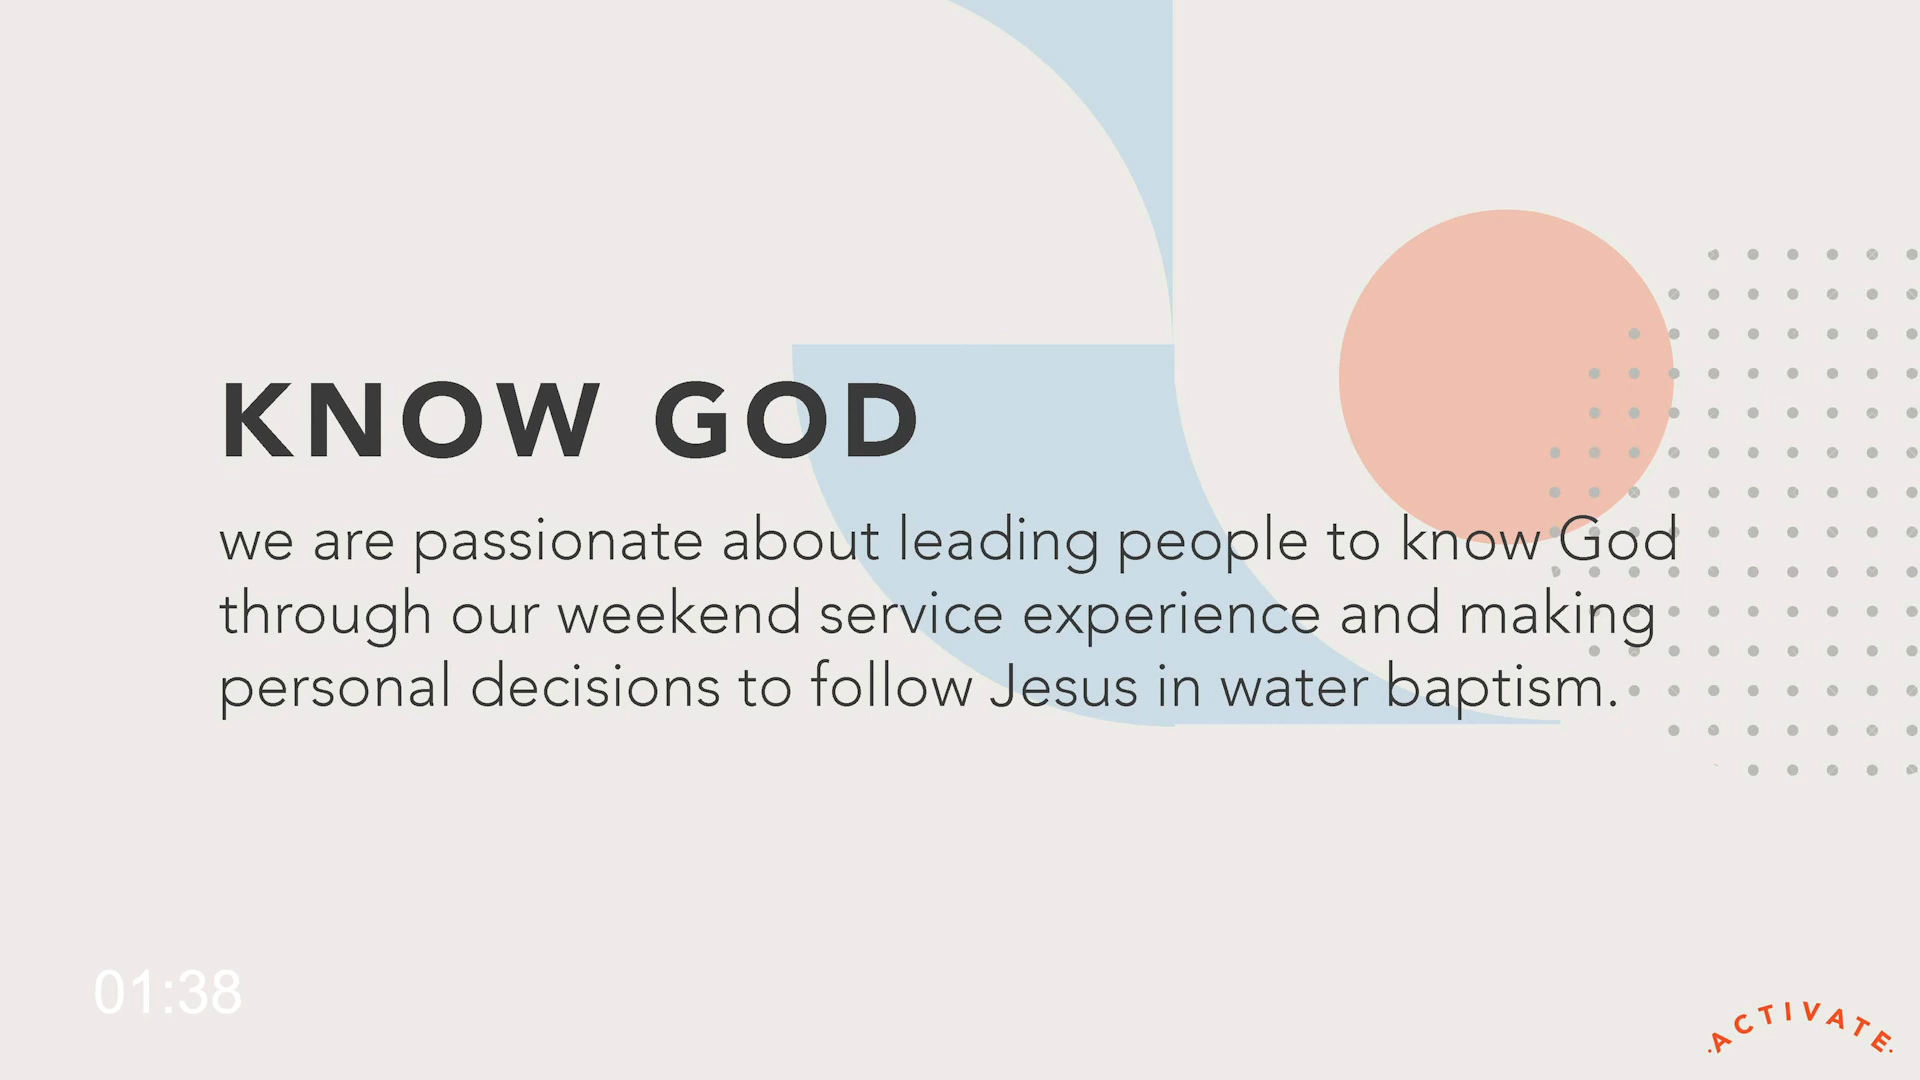 KNOW GOD
we are passionate about leading people to know God
through our weekend service experience and making
personal decisions to follow Jesus in water baptism.
01:38
·ACTIVATE·